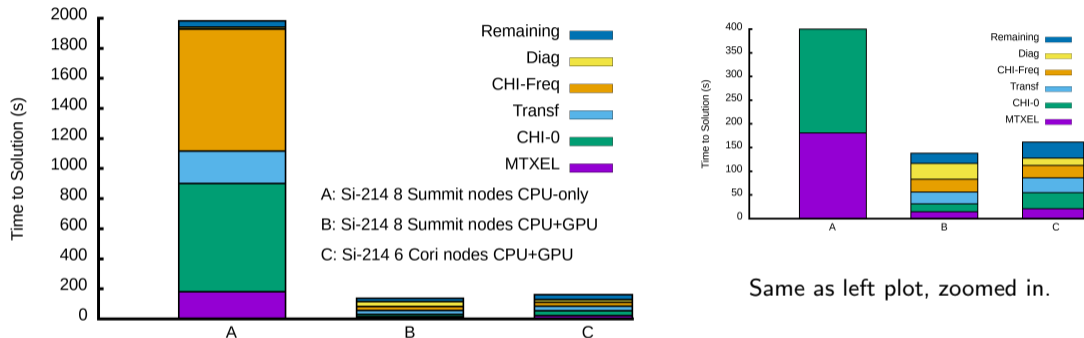 2000
1800
1600
1400
1200
1000
800
600
400
200
0
Time to Solution (s)
Remaining
Diag
CHI-Freq
Transf
CHI-0
MTXEL
A: Si-214 8 Summit nodes CPU-only
B: Si-214 8 Summit nodes CPU+GPU
C: Si-214 6 Cori nodes CPU+GPU
A
B
C
400
350
300
250
200
150
100
50
0
Time to Solution (s)
Remaining
Diag
CHI-Freq
Transf
CHI-0
MTXEL
A
B
C
Same as left plot, zoomed in.